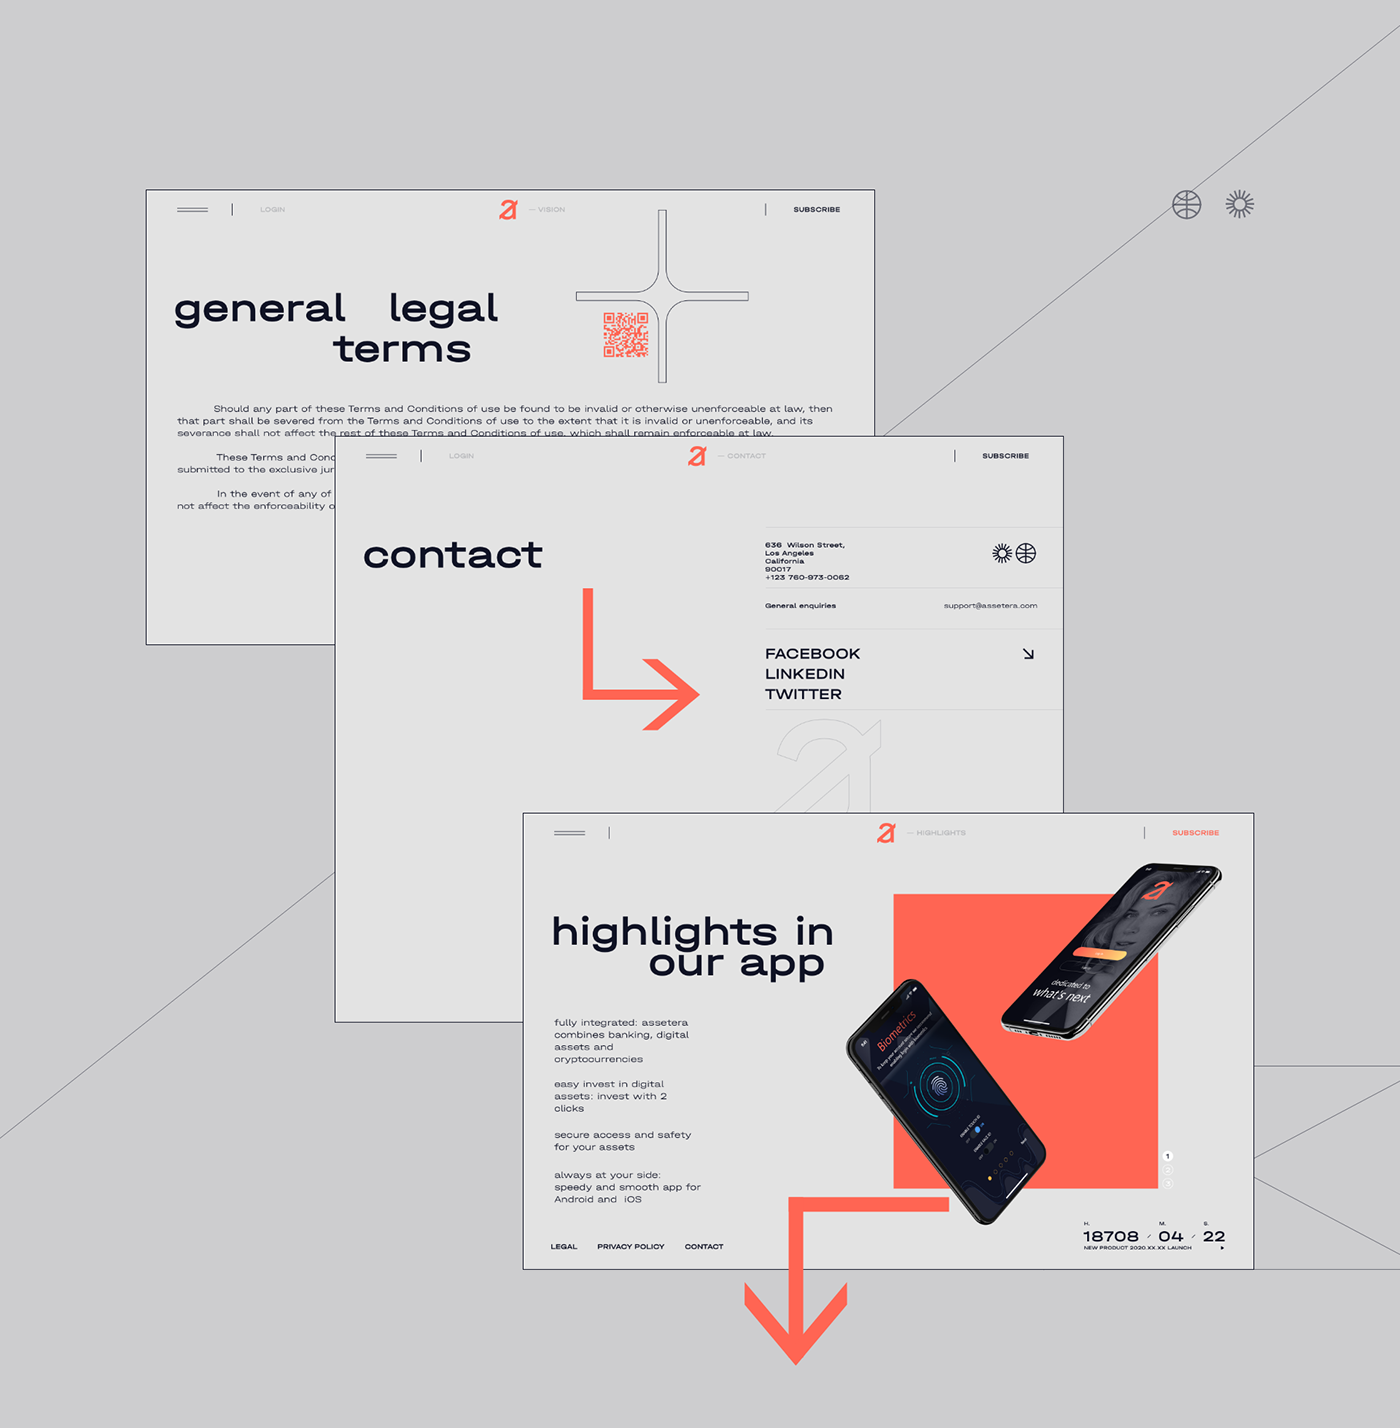 LOGIN
— VISION
SUBSCRIBE
general legal
terms
Should any part of these Terms and Conditions of use be found to be invalid or otherwise unenforceable at law, then
that part shall be severed from the Terms and Conditions of use to the extent that it is invalid or unenforceable, and its
severance shall not affect the rest of these Terms and Conditions of use, which shall remain enforceable at law.
These Terms and Conc
submitted to the exclusive jur
In the event of any of
not affect the enforceability o
LOGIN
— CONTACT
SUBSCRIBE
contact
636 Wilson Street,
Los Angeles
California
90017
+123 760-973-0062
General enquiries
support@assetera.com
FACEBOOK
LINKEDIN
TWITTER
— HIGHLIGHTS
SUBSCRIBE
highlights in
our app
fully integrated: assetera
combines banking, digital
assets and
cryptocurrencies
easy invest in digital
assets: invest with 2
clicks
secure access and safety
for your assets
always at your side:
speedy and smooth app for
Android and iOS
dedicated to
what's next
Biometrics
1
2
3
H. M. S.
18708 / 04 / 22
NEW PRODUCT 2020.XX.XX LAUNCH
LEGAL PRIVACY POLICY CONTACT